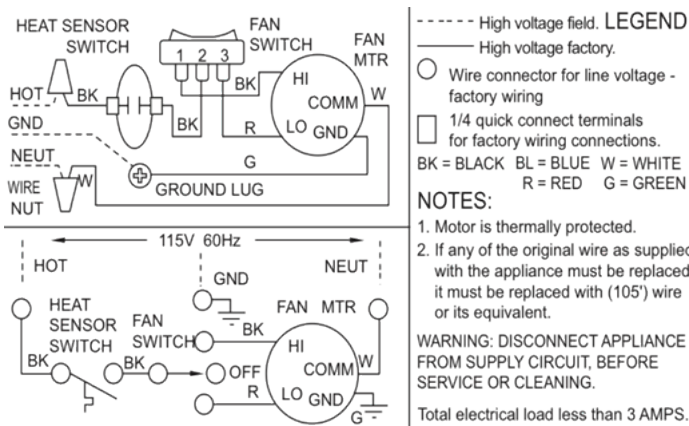 HEAT SENSOR
SWITCH
FAN
SWITCH
1 2 3
FAN
MTR
HI
BK
COMM
W
HOT
BK
BK
GND
R
LO GND
NEUT
G
WIRE
NUT
W
GROUND LUG
115V 60Hz
HOT
GND
NEUT
HEAT
SENSOR
SWITCH
FAN
SWITCH
FAN MTR
BK
HI
BK
BK
OFF
COMM
W
R
LO GND
G
High voltage field. LEGEND
High voltage factory.
Wire connector for line voltage -
factory wiring
1/4 quick connect terminals
for factory wiring connections.
BK = BLACK BL = BLUE W = WHITE
R = RED G = GREEN
NOTES:
1. Motor is thermally protected.
2. If any of the original wire as supplied
with the appliance must be replaced
it must be replaced with (105') wire
or its equivalent.
WARNING: DISCONNECT APPLIANCE
FROM SUPPLY CIRCUIT, BEFORE
SERVICE OR CLEANING.
Total electrical load less than 3 AMPS.